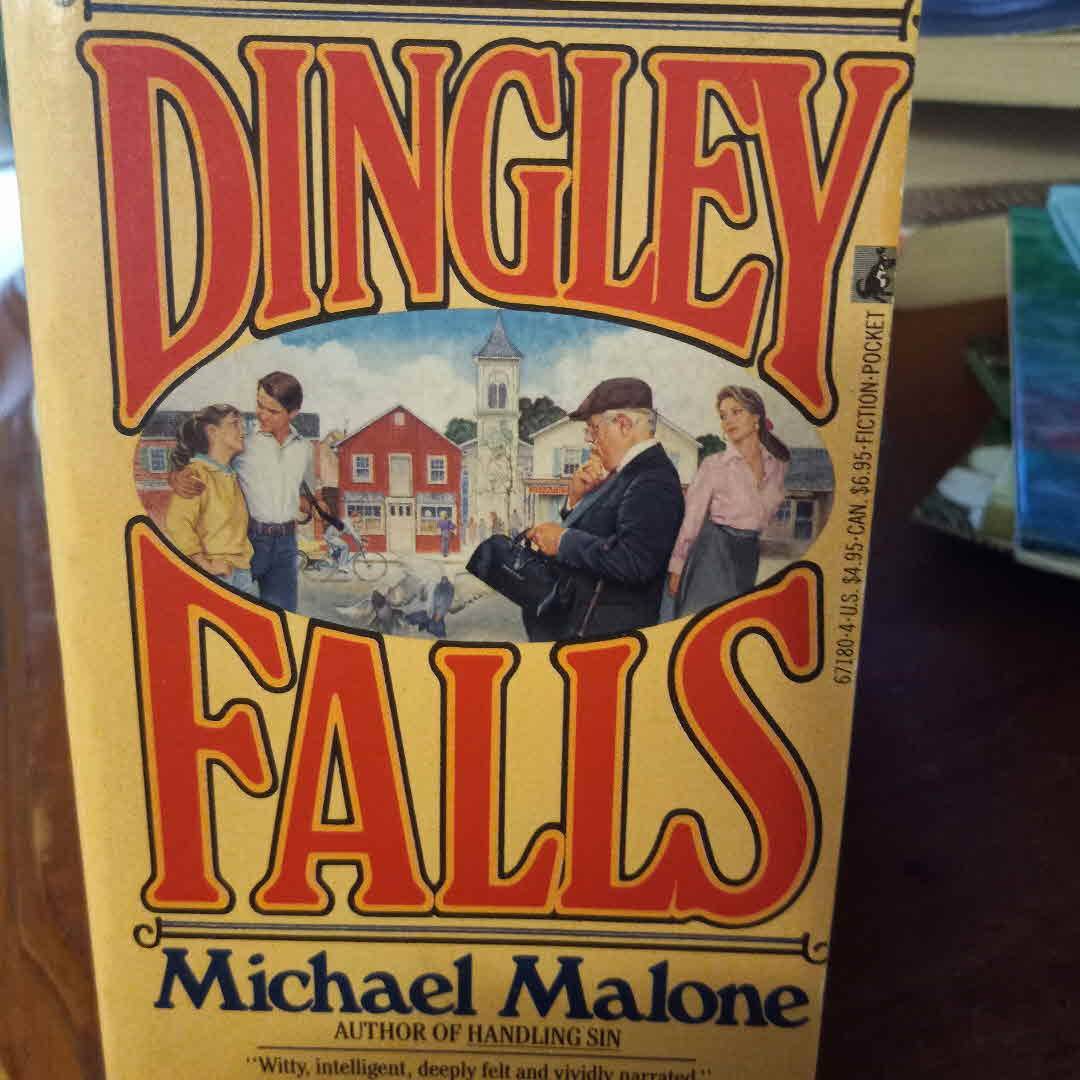 DINGLEY
FALLS
67180·4·U.S. $4.95·CAN. $6.95·FICTION·POCKET
Michael Malone
AUTHOR OF HANDLING SIN
"Witty, intelligent, deeply felt and vividly narrated."